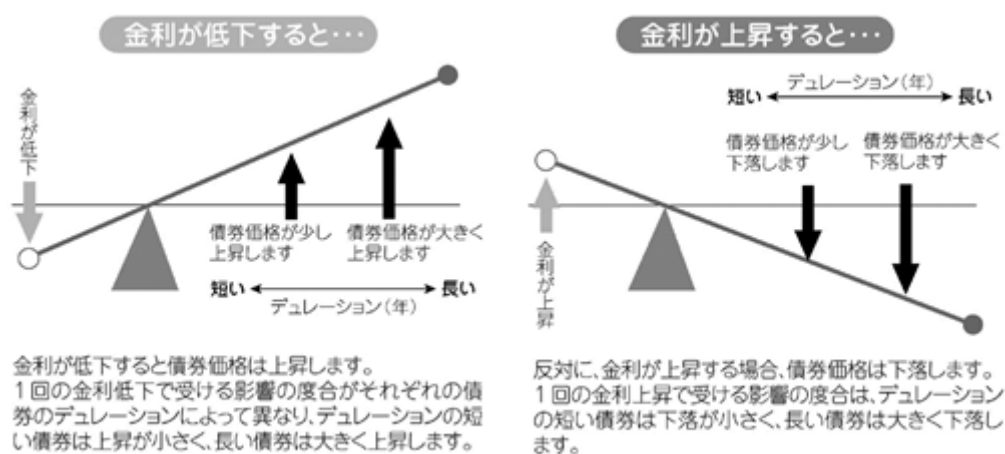 金利が低下すると・・・
金利が低下
債券価格が少し
上昇します
債券価格が大きく
上昇します
短い
長い
デュレーション(年)
金利が低下すると債券価格は上昇します。
1回の金利低下で受ける影響の度合がそれぞれの債
券のデュレーションによって異なり、デュレーションの短
い債券は上昇が小さく、長い債券は大きく上昇します。
金利が上昇すると・・・
デュレーション(年)
短い
長い
債券価格が少し
下落します
債券価格が大きく
下落します
金利が上昇
反対に、金利が上昇する場合、債券価格は下落します。
1回の金利上昇で受ける影響の度合は、デュレーション
の短い債券は下落が小さく、長い債券は大きく下落し
ます。